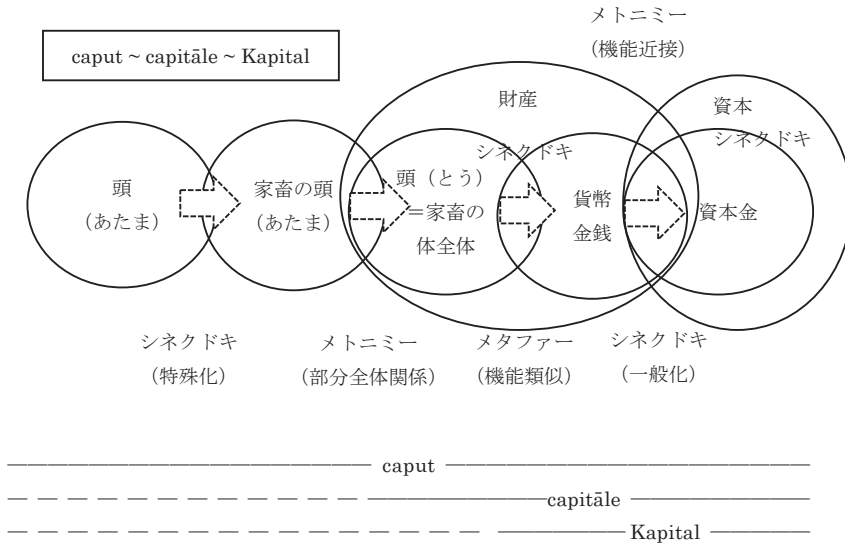 メトニミー
（機能近接）
caput ~ capitāle ~ Kapital
財産
資本
シネクドキ
シネクドキ
頭
（あたま）
家畜の頭
（あたま）
頭（とう）
＝家畜の
体全体
貨幣
金銭
資本金
シネクドキ
（特殊化）
メトニミー
（部分全体関係）
メタファー
（機能類似）
シネクドキ
（一般化）
caput
capitāle
Kapital